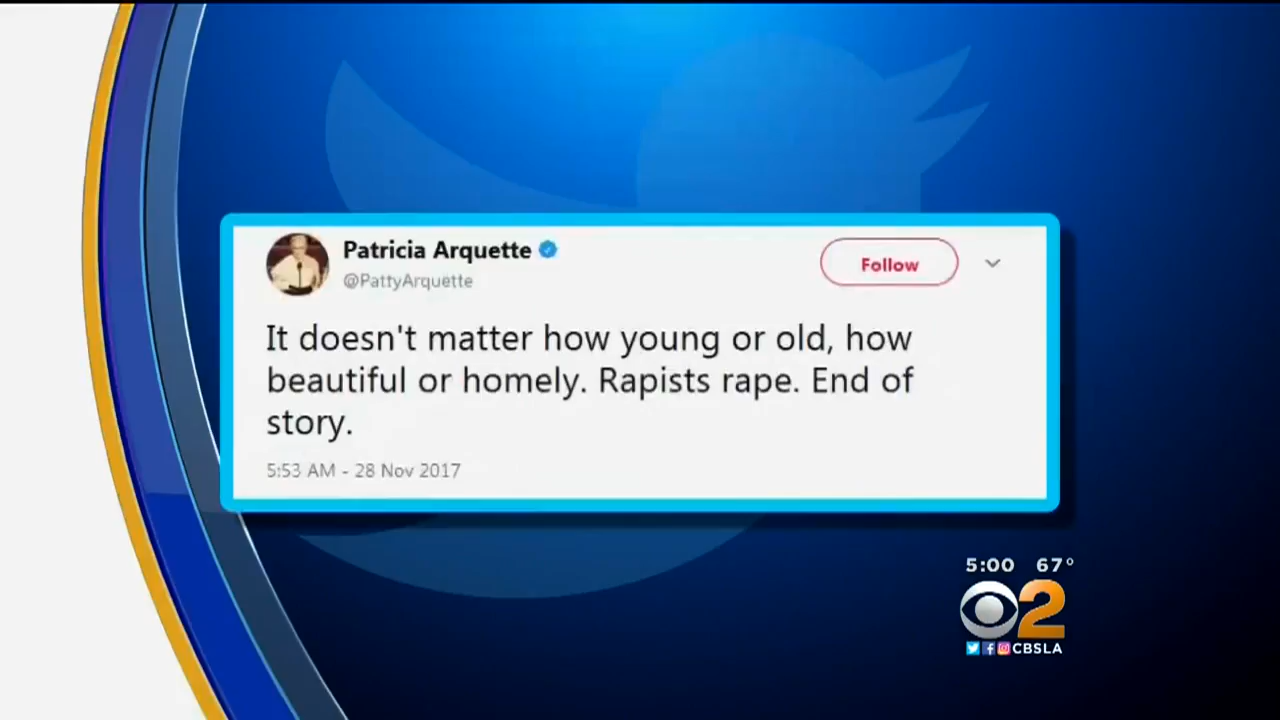 Patricia Arquette
@PattyArquette
Follow
It doesn't matter how young or old, how
beautiful or homely. Rapists rape. End of
story.
5:53 AM - 28 Nov 2017
5:00 67°
2
CBSLA